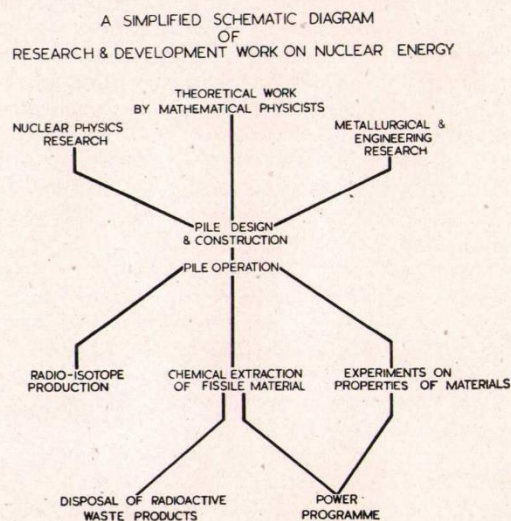 A SIMPLIFIED SCHEMATIC DIAGRAM
OF
RESEARCH & DEVELOPMENT WORK ON NUCLEAR ENERGY
THEORETICAL WORK
BY MATHEMATICAL PHYSICISTS
NUCLEAR PHYSICS
RESEARCH
METALLURGICAL &
ENGINEERING
RESEARCH
PILE DESIGN
& CONSTRUCTION
PILE OPERATION
RADIO-ISOTOPE
PRODUCTION
CHEMICAL EXTRACTION
OF FISSILE MATERIAL
EXPERIMENTS ON
PROPERTIES OF MATERIALS
DISPOSAL OF RADIOACTIVE
WASTE PRODUCTS
POWER
PROGRAMME